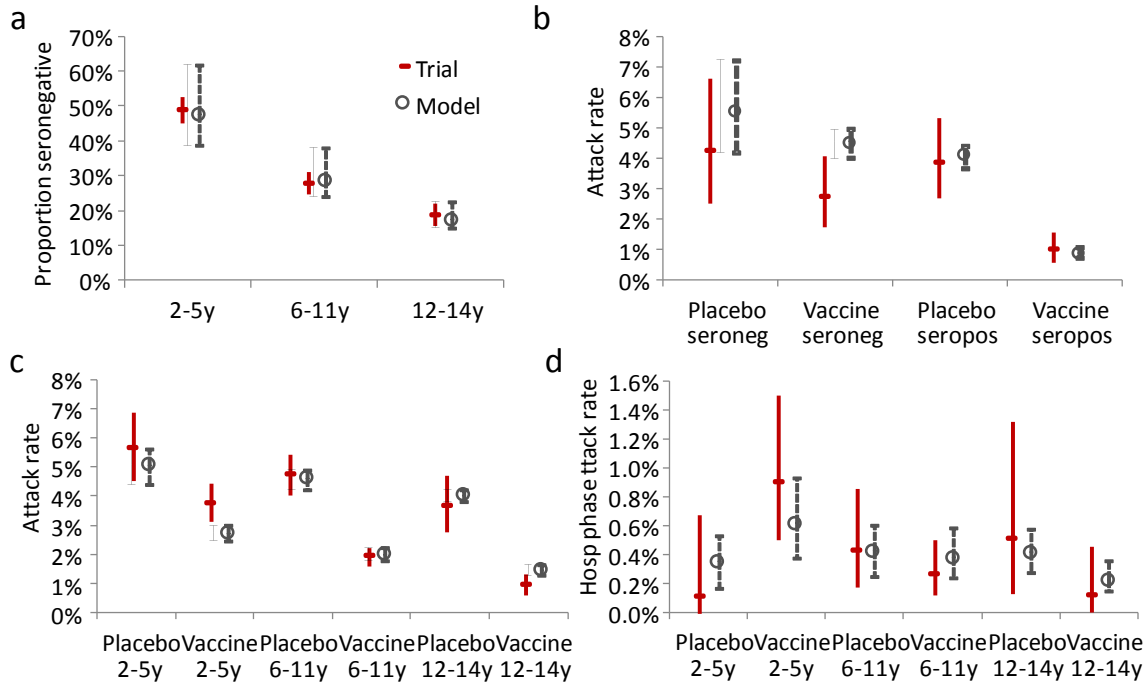 a
70%
60%
50%
40%
30%
20%
10%
0%
Proportion seronegative
Trial
Model
2-5y
6-11y
12-14y
b
8%
7%
6%
5%
4%
3%
2%
1%
0%
Attack rate
Placebo Vaccine Placebo Vaccine
seroneg seroneg seropos seropos
c
8%
7%
6%
5%
4%
3%
2%
1%
0%
Attack rate
Placebo Vaccine Placebo Vaccine Placebo Vaccine
2-5y 2-5y 6-11y 6-11y 12-14y 12-14y
d
1.6%
1.4%
1.2%
1.0%
0.8%
0.6%
0.4%
0.2%
0.0%
Hosp phase ttack rate
Placebo Vaccine Placebo Vaccine Placebo Vaccine
2-5y 2-5y 6-11y 6-11y 12-14y 12-14y